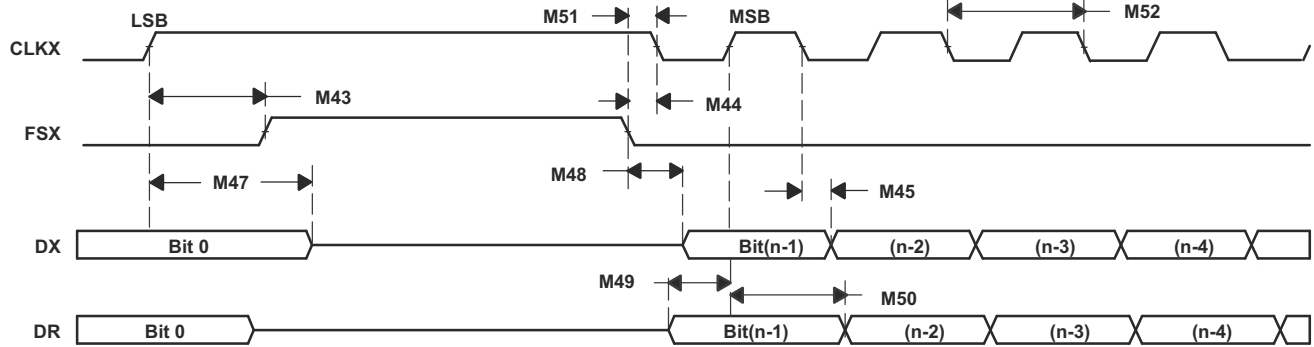 LSB M51 MSB M52
CLKX
M43 M44
FSX
M47 M48 M45
DX Bit 0 Bit(n-1) (n-2) (n-3) (n-4)
M49 M50
DR Bit 0 Bit(n-1) (n-2) (n-3) (n-4)